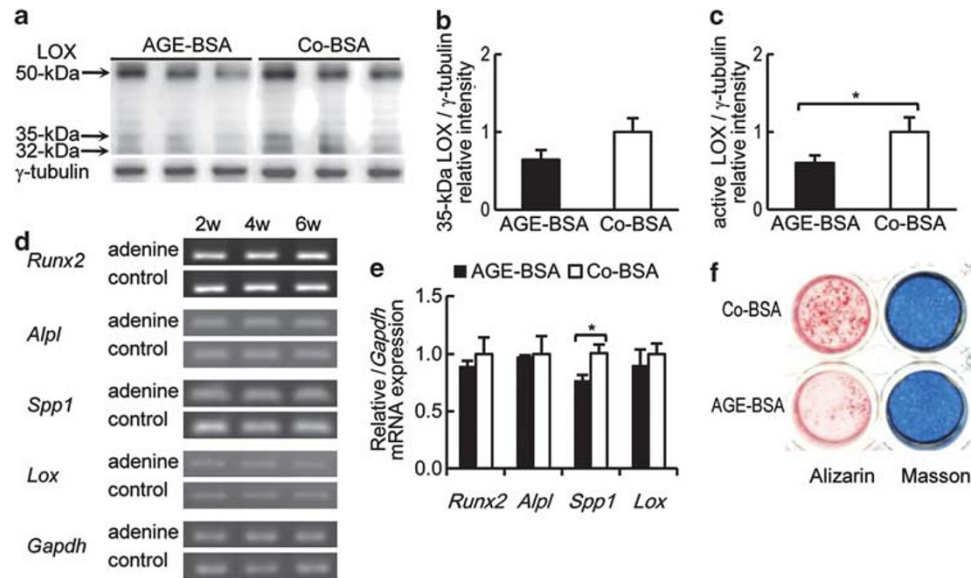 a
LOX
AGE-BSA
Co-BSA
50-kDa
35-kDa
32-kDa
γ-tubulin
b
35-kDa LOX / γ-tubulin
relative intensity
2
1
0
AGE-BSA
Co-BSA
c
active LOX / γ-tubulin
relative intensity
2
1
0
*
AGE-BSA
Co-BSA
d
2w 4w 6w
Runx2
adenine
control
Alpl
adenine
control
Spp1
adenine
control
Lox
adenine
control
Gapdh
adenine
control
e
AGE-BSA
Co-BSA
Relative /Gapdh
mRNA expression
1.5
1.0
0.5
0.0
*
Runx2 Alpl Spp1 Lox
f
Co-BSA
AGE-BSA
Alizarin
Masson